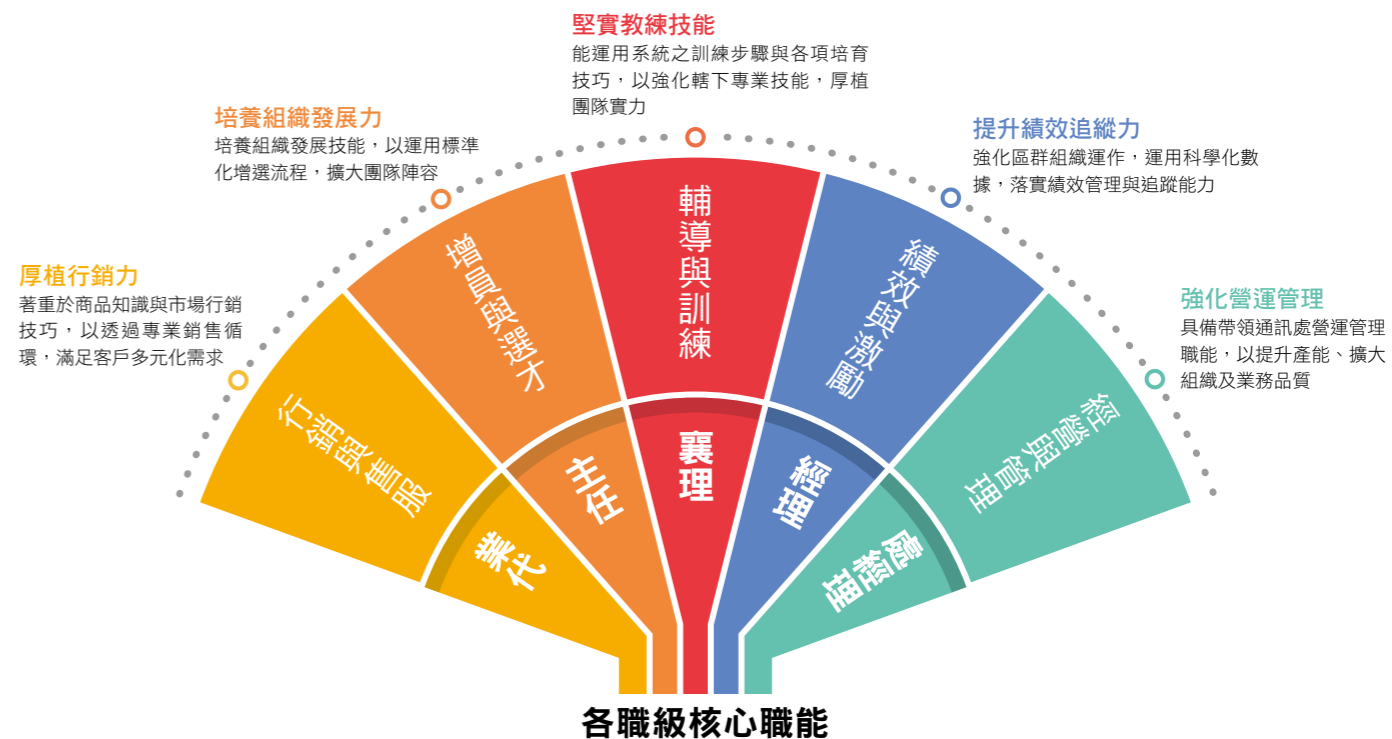 堅實教練技能
能運用系統之訓練步驟與各項培育
技巧，以強化轄下專業技能，厚植
團隊實力
培養組織發展力
培養組織發展技能，以運用標準
化增選流程，擴大團隊陣容
提升績效追縱力
強化區群組織運作，運用科學化數
據，落實績效管理與追蹤能力
厚植行銷力
著重於商品知識與市場行銷
技巧，以透過專業銷售循
環，滿足客戶多元化需求
強化營運管理
具備帶領通訊處營運管理
職能，以提升產能、擴大
組織及業務品質
行銷與售服
增員與選才
輔導與訓練
績效與激勵
經營與管理
業代
主任
襄理
經理
處經理
各職級核心職能